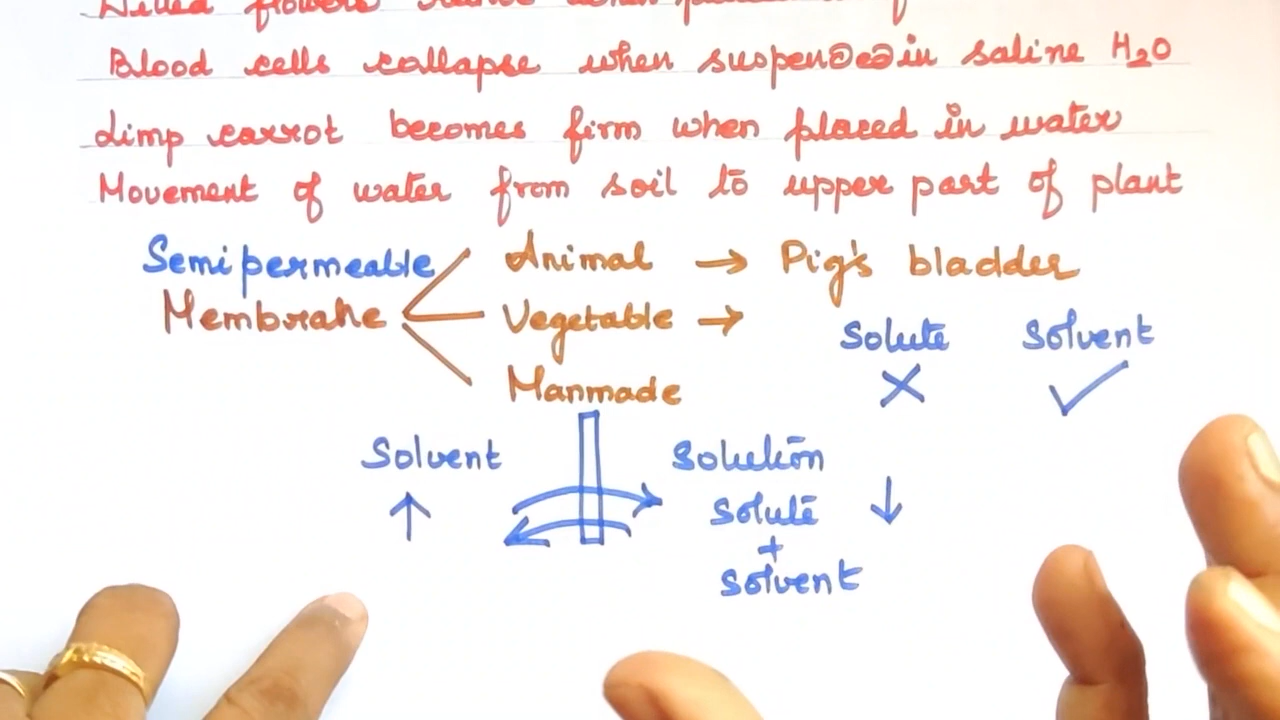 flowers
Blood cells collapse when suspended in saline H₂O
Limp carrot becomes firm when placed in water
Movement of water from soil to upper part of plant
Semipermeable
Membrane
Animal → Pig's bladder
Vegetable →
Manmade
Solute Solvent
X ✓
Solvent
↑
Solution
Solute ↓
+
Solvent